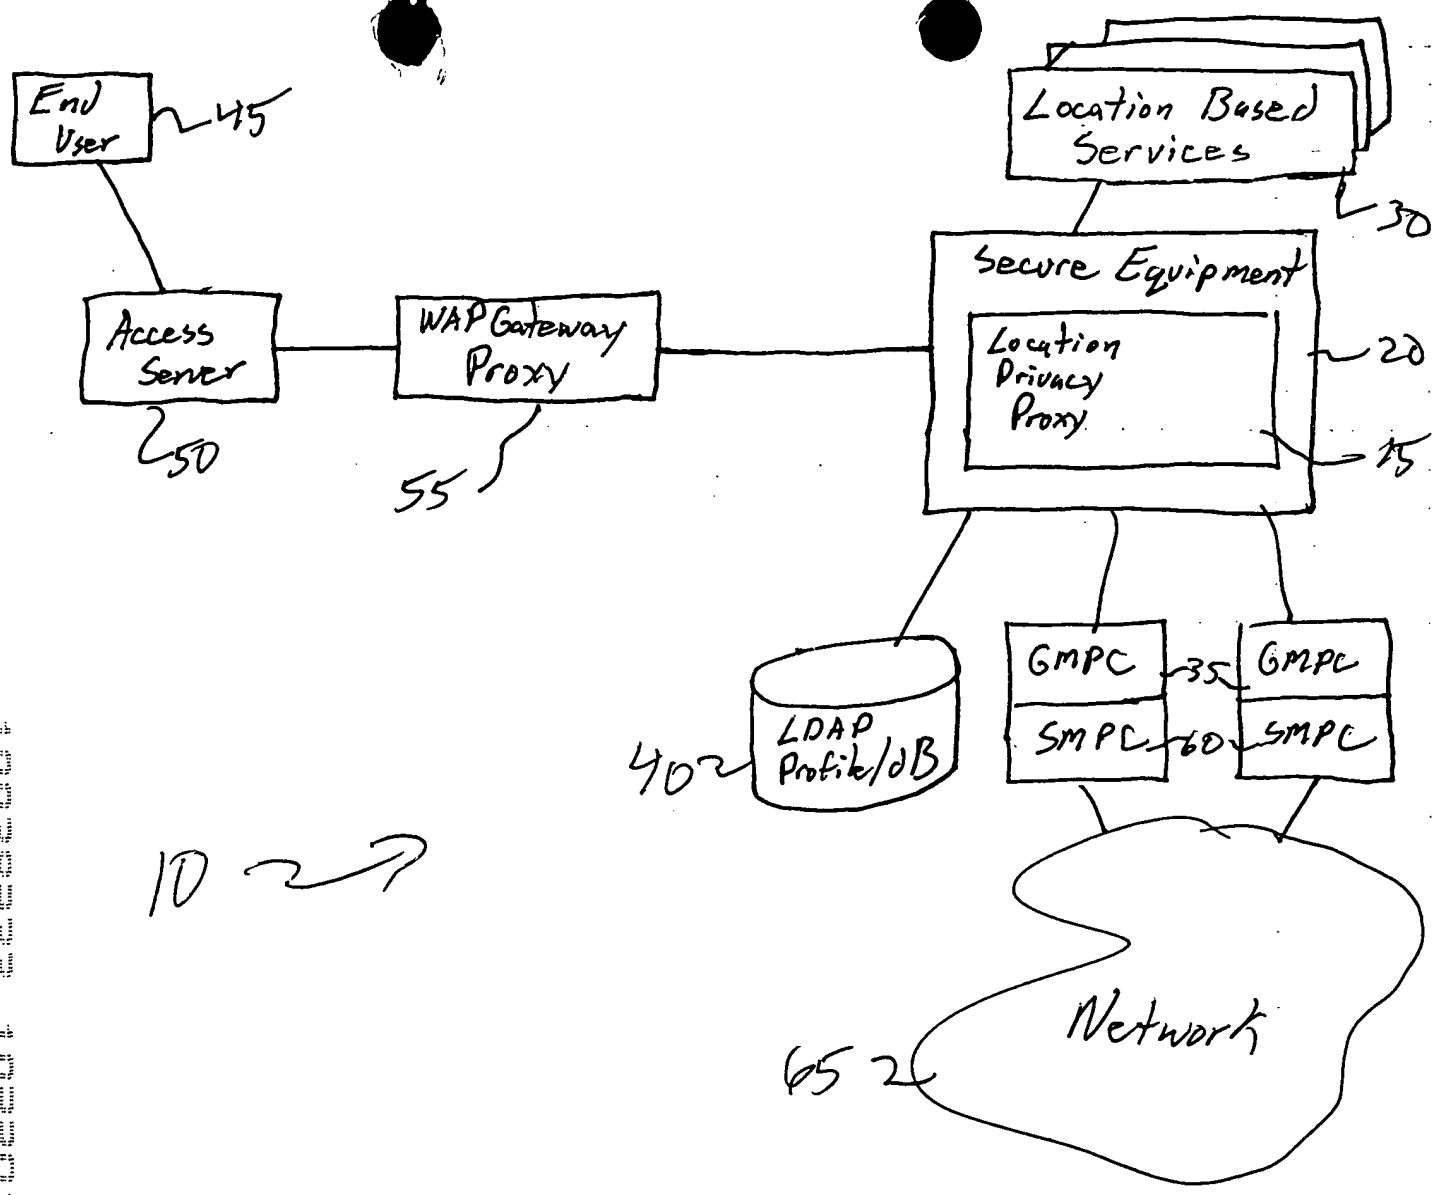 End
User
45
Location Based
Services
30
Secure Equipment
Access
Server
50
WAP Gateway
Proxy
55
Location
Privacy
Proxy
20
15
GMPC
35
GMPC
LDAP
Profile/dB
40
SMPC
60
SMPC
10
Network
65